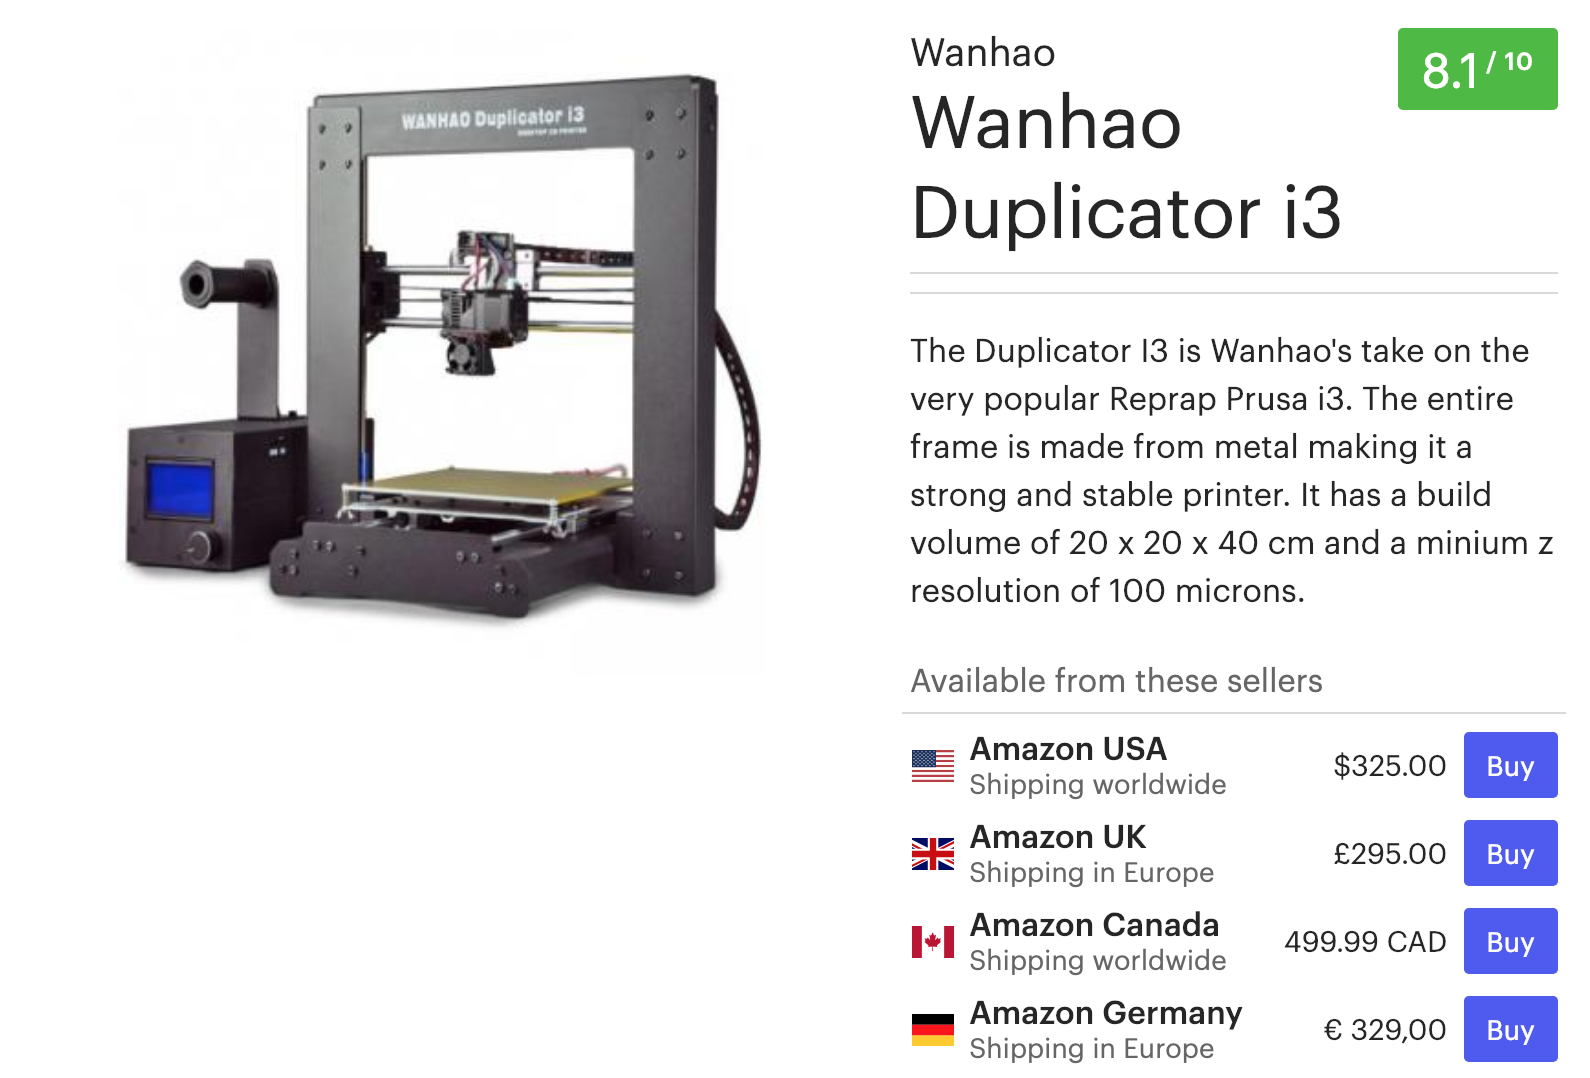 WANHAO Duplicator i3
DESKTOP 3D PRINTER
Wanhao
8.1 / 10
Wanhao
Duplicator i3
The Duplicator I3 is Wanhao's take on the
very popular Reprap Prusa i3. The entire
frame is made from metal making it a
strong and stable printer. It has a build
volume of 20 x 20 x 40 cm and a minium z
resolution of 100 microns.
Available from these sellers
Amazon USA
Shipping worldwide
$325.00
Buy
Amazon UK
Shipping in Europe
£295.00
Buy
Amazon Canada
Shipping worldwide
499.99 CAD
Buy
Amazon Germany
Shipping in Europe
€ 329,00
Buy